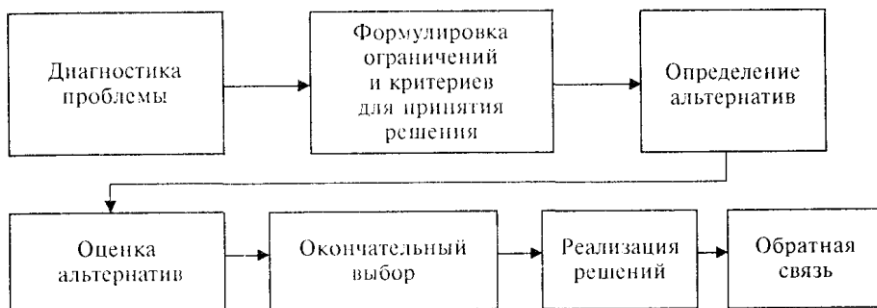 Диагностика
проблемы
Формулировка
ограничений
и критериев
для принятия
решения
Определение
альтернатив
Оценка
альтернатив
Окончательный
выбор
Реализация
решений
Обратная
связь